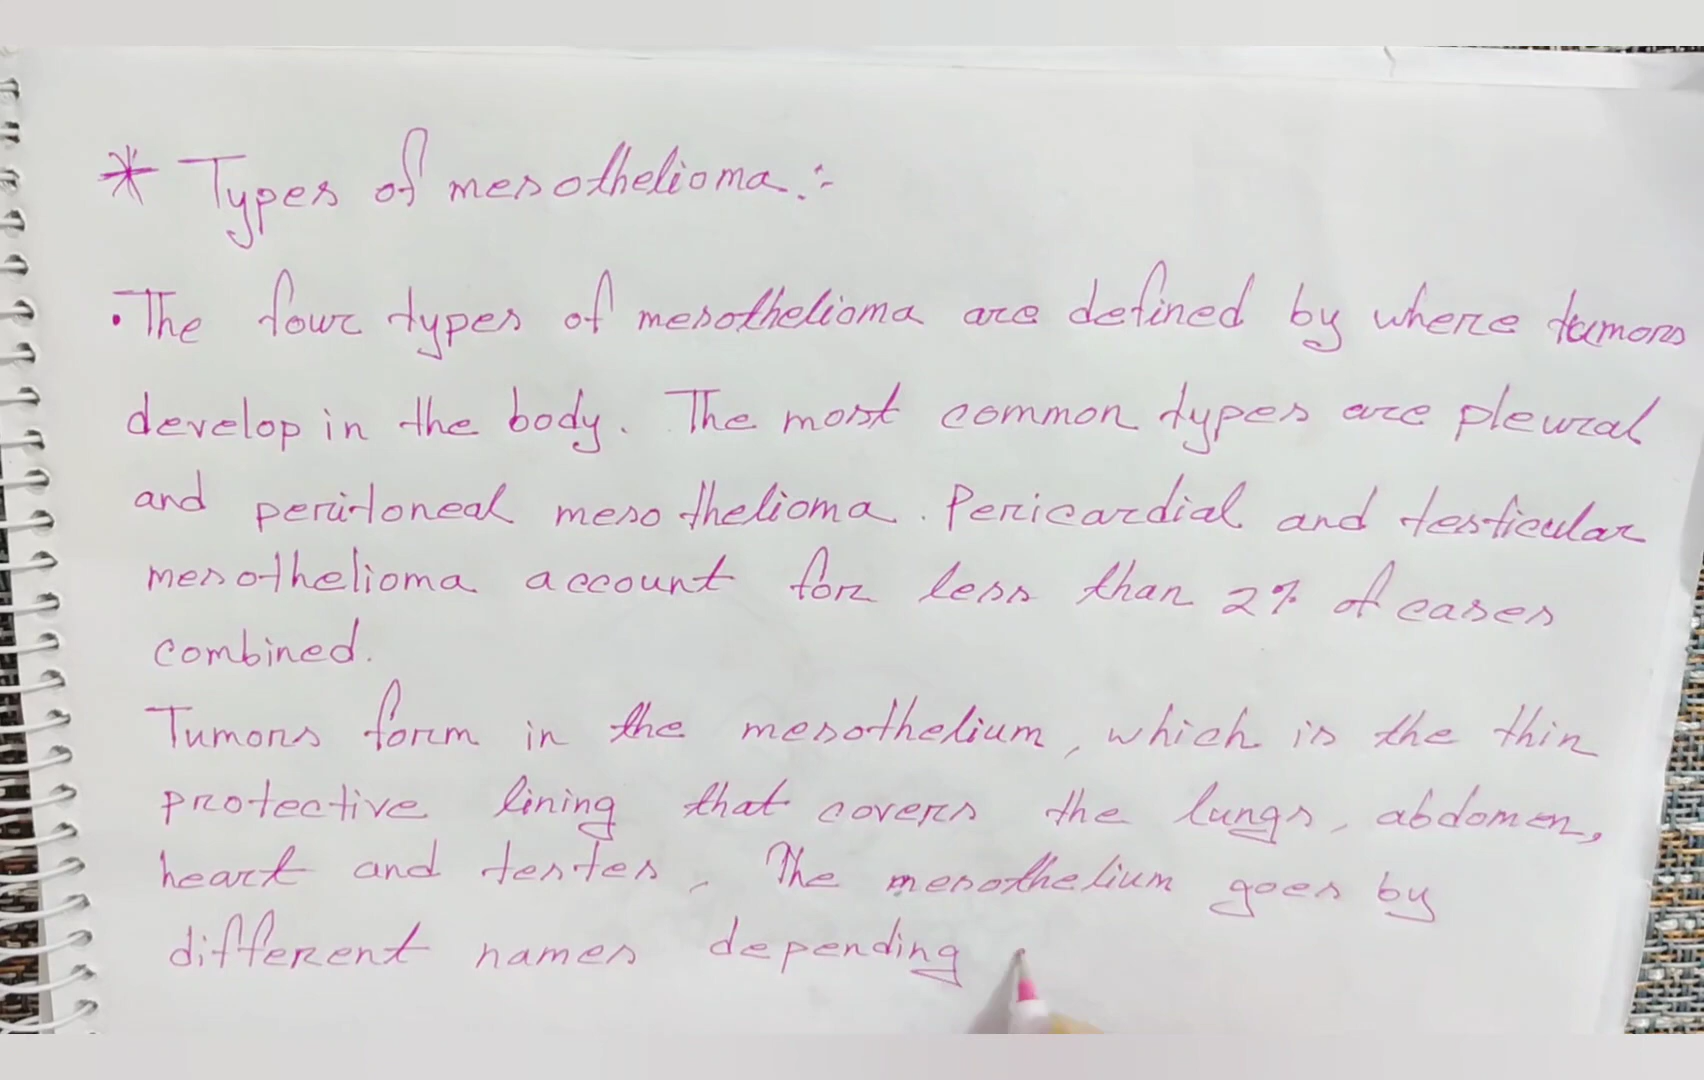 * Types of mesothelioma :-
• The four types of mesothelioma are defined by where tumors
develop in the body. The most common types are pleural
and peritoneal mesothelioma. Pericardial and testicular
mesothelioma account for less than 2% of cases
combined.
Tumors form in the mesothelium, which is the thin
protective lining that covers the lungs, abdomen,
heart and testes, The mesothelium goes by
different names depending